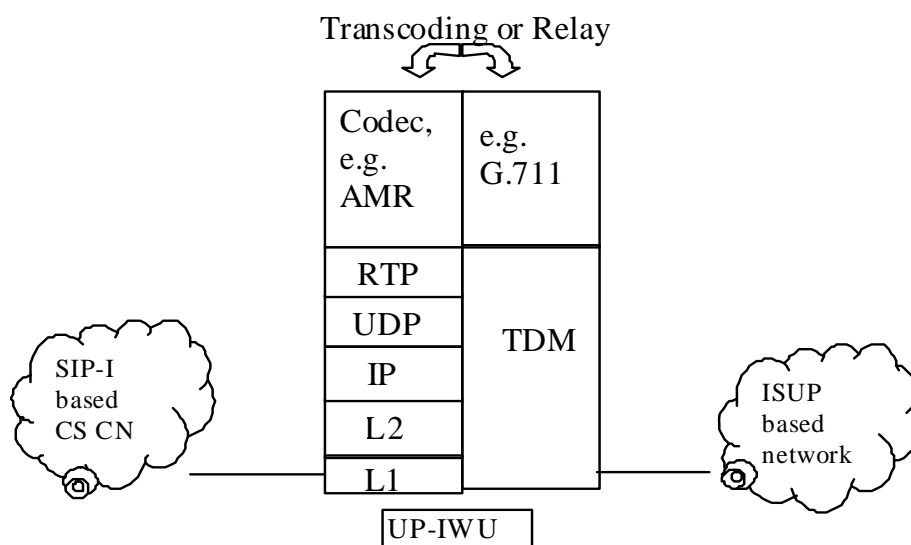 Transcoding or Relay
Codec,
e.g.
AMR
e.g.
G.711
RTP
UDP
IP
L2
L1
TDM
SIP-I
based
CS CN
ISUP
based
network
UP-IWU